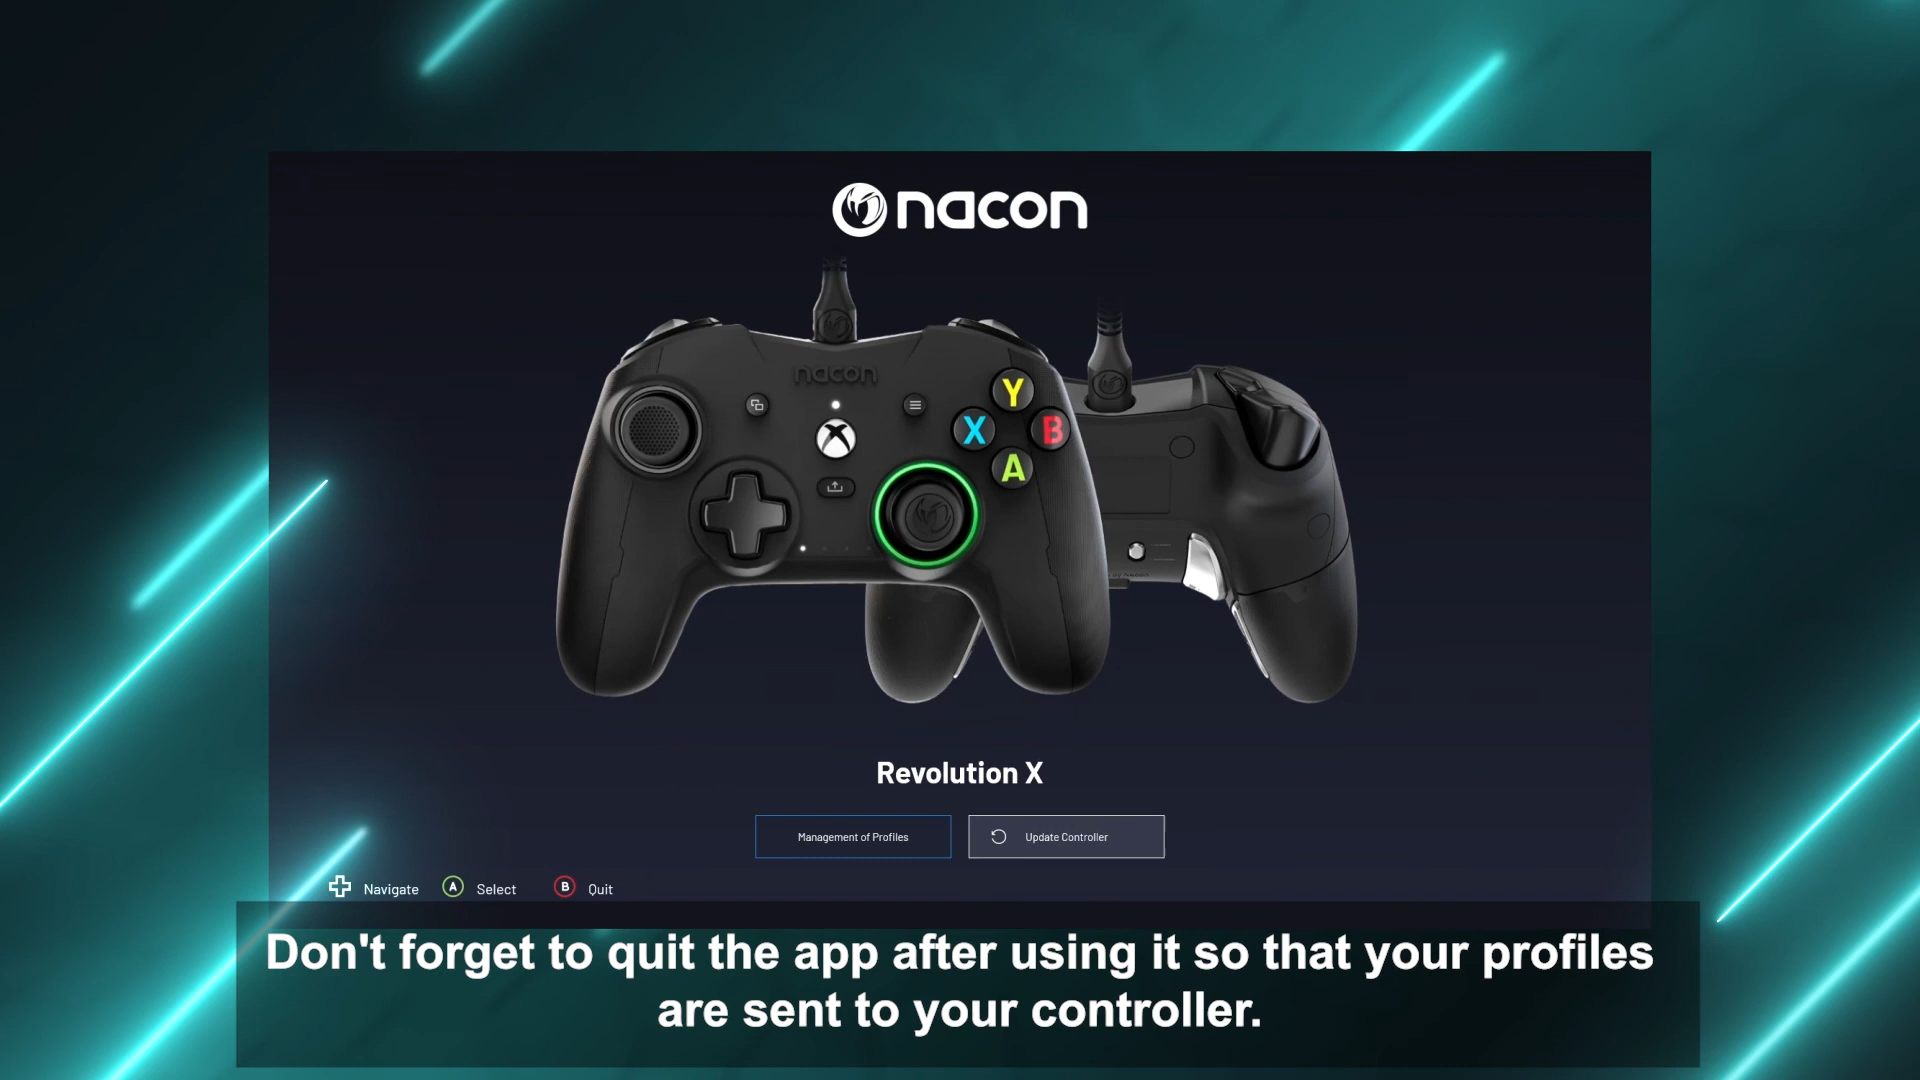 nacon
nacon
Y
X
B
A
Revolution X
Management of Profiles
Update Controller
Navigate
A
Select
B
Quit
Don't forget to quit the app after using it so that your profiles
are sent to your controller.